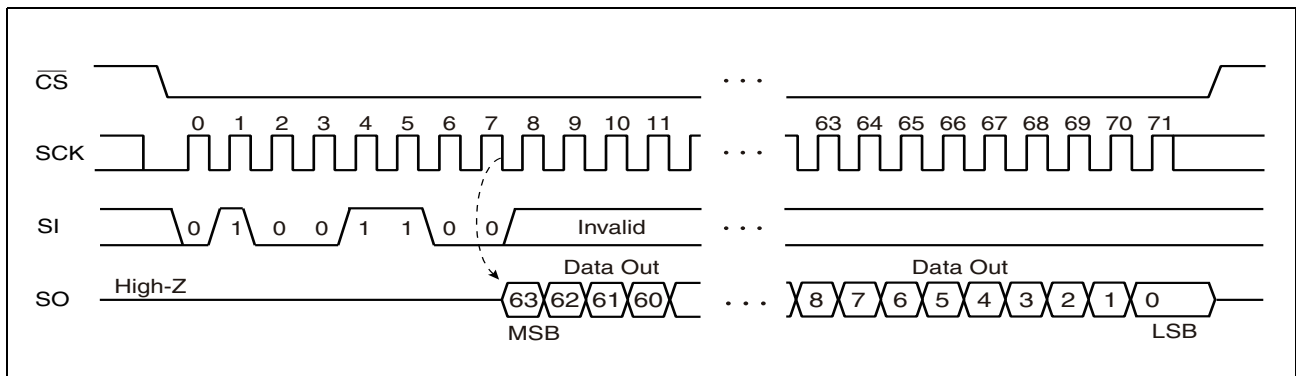 CS
0 1 2 3 4 5 6 7 8 9 10 11 63 64 65 66 67 68 69 70 71
SCK
SI 0 1 0 0 1 1 0 0 Invalid
High-Z Data Out Data Out
SO 63 62 61 60 8 7 6 5 4 3 2 1 0
MSB LSB